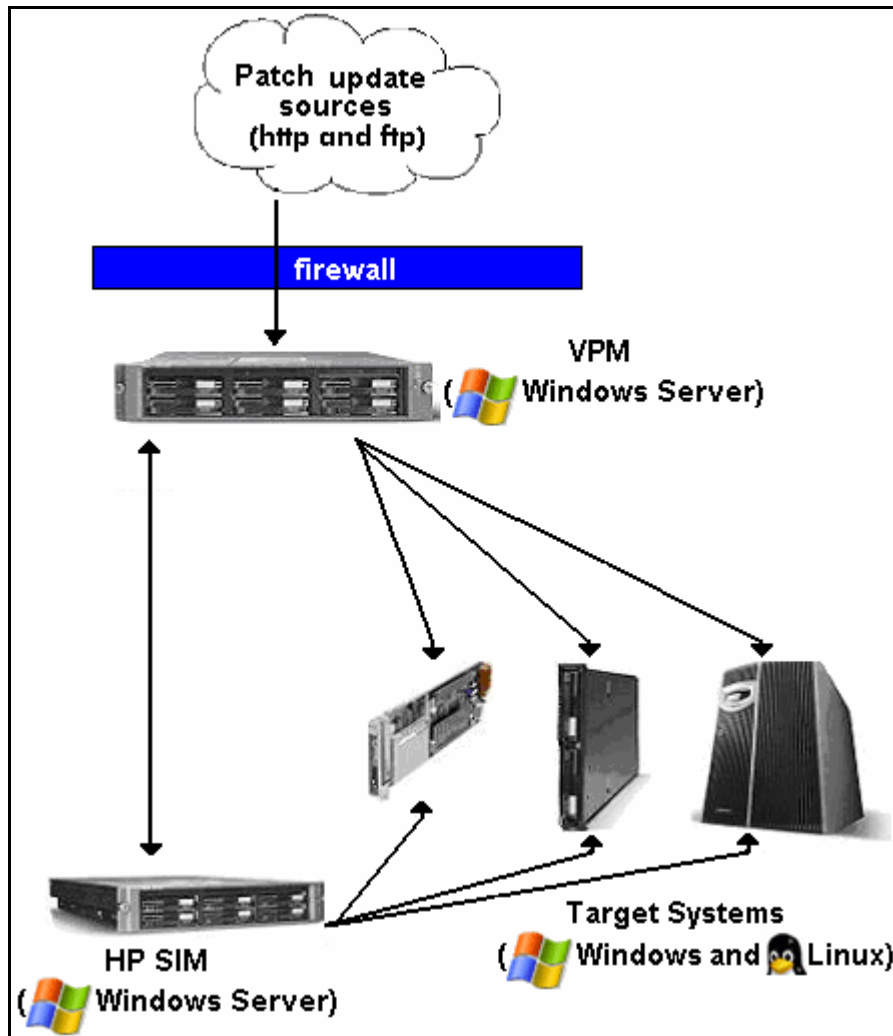 Patch update
sources
(http and ftp)
firewall
VPM
( Windows Server)
Target Systems
( Windows and Linux)
HP SIM
( Windows Server)